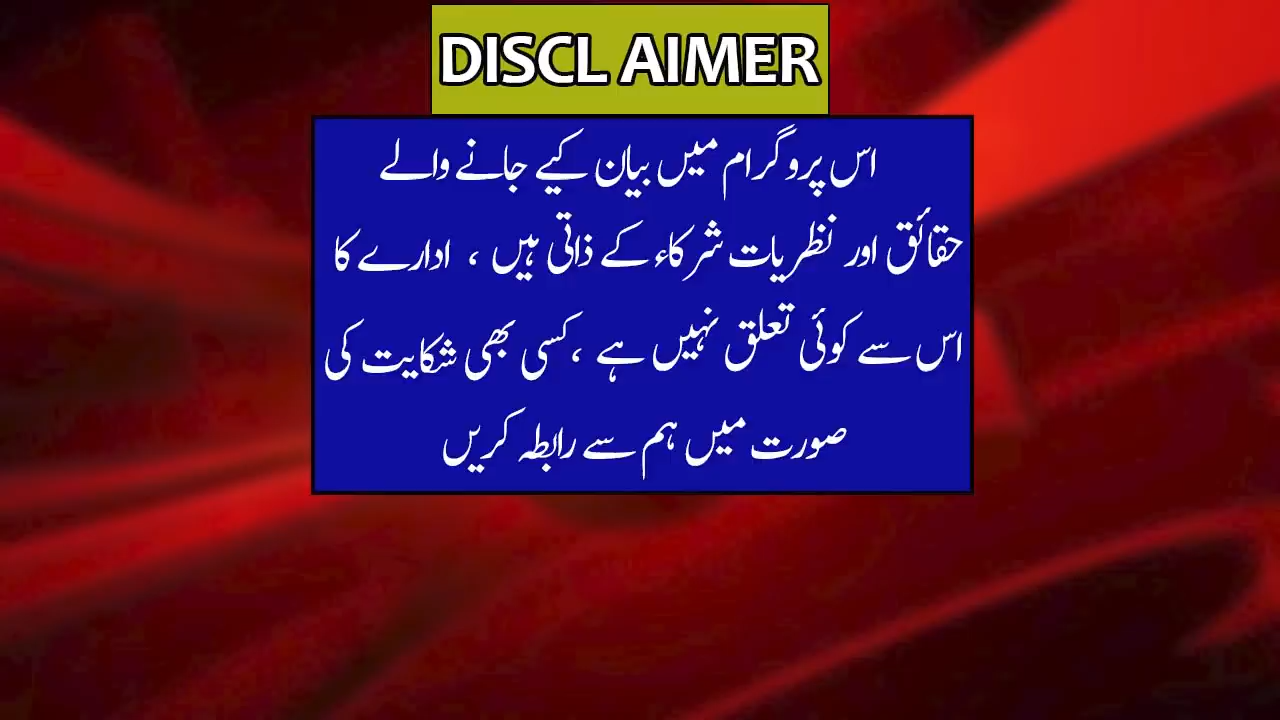 DISCL AIMER
اس پروگرام میں بیان کیے جانے والے
حقائق اور نظریات شرکاء کے ذاتی ہیں ، ادارے کا
اس سے کوئی تعلق نہیں ہے ،کسی بھی شکایت کی
صورت میں ہم سے رابطہ کریں